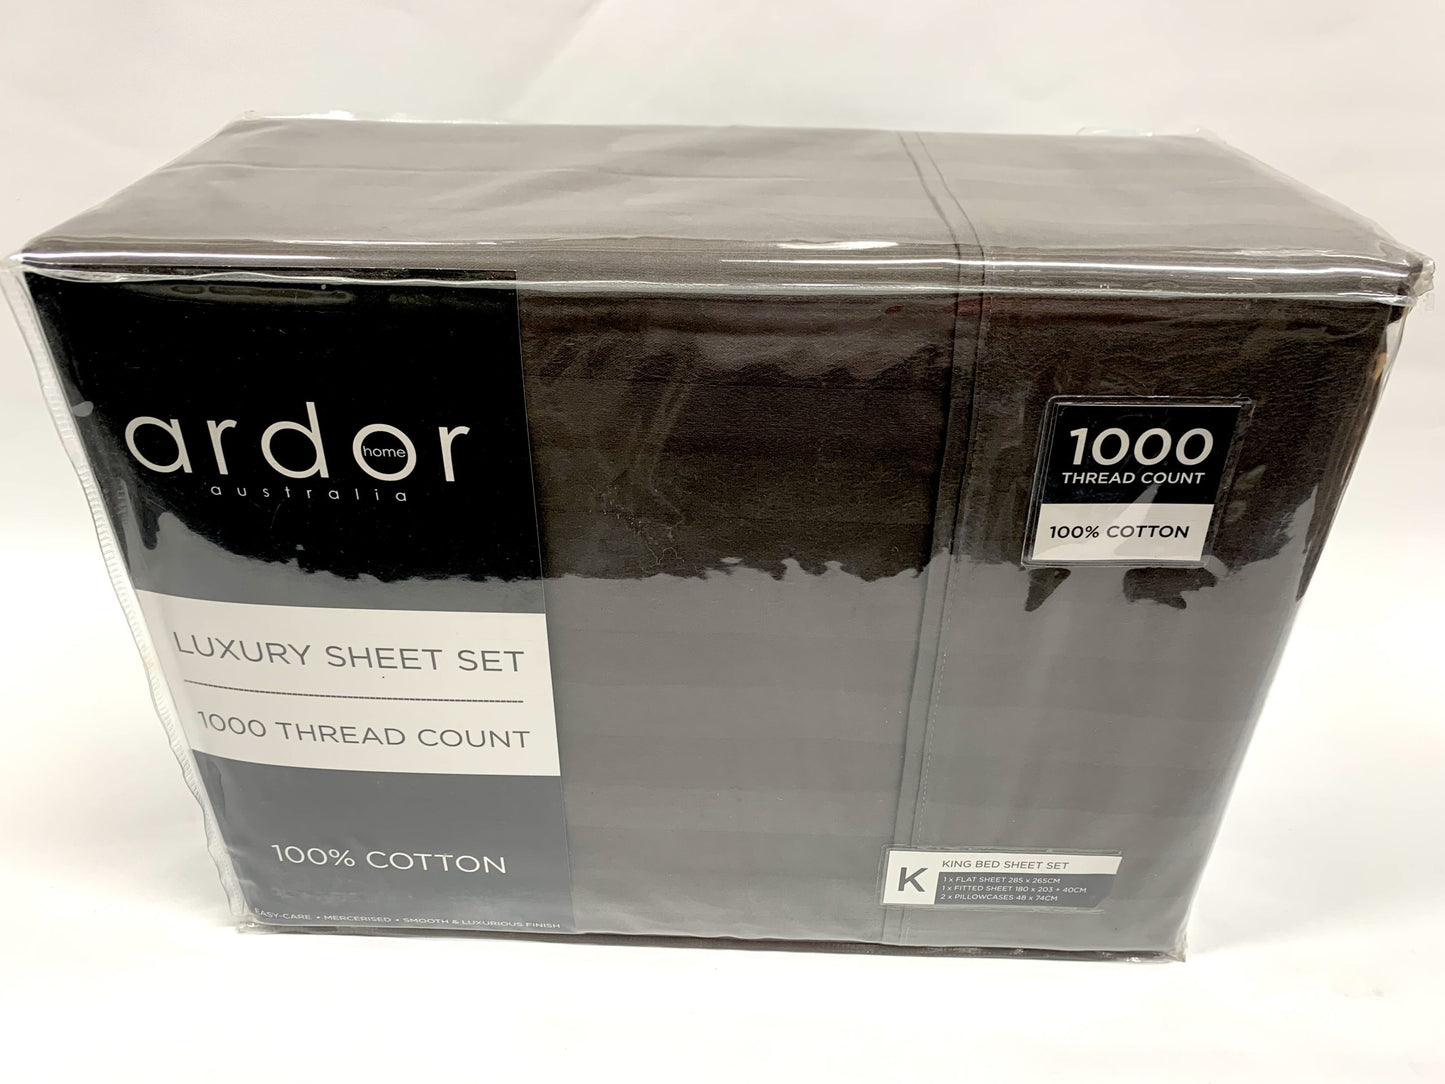 ardor
home
australia
LUXURY SHEET SET
1000 THREAD COUNT
100% COTTON
EASY-CARE • MERCERISED • SMOOTH & LUXURIOUS FINISH
1000
THREAD COUNT
100% COTTON
K
KING BED SHEET SET
1 x FLAT SHEET 285 x 265CM
1 x FITTED SHEET 180 x 203 + 40CM
2 x PILLOWCASES 48 x 74CM